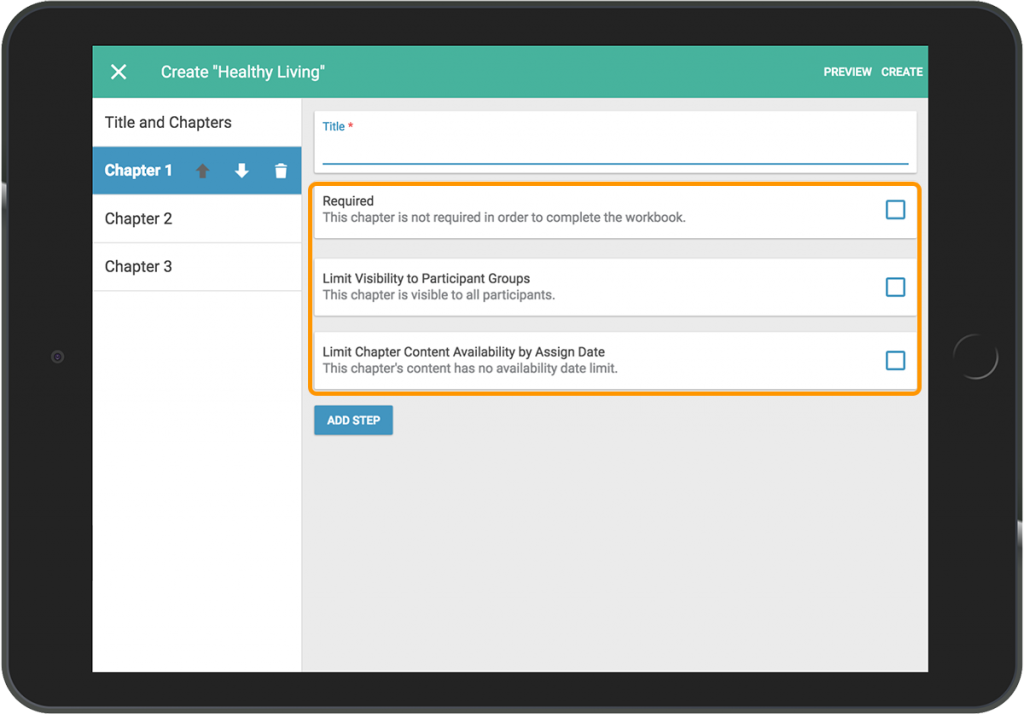 Create "Healthy Living"
PREVIEW CREATE
Title and Chapters
Chapter 1
Chapter 2
Chapter 3
Title *
Required
This chapter is not required in order to complete the workbook.
Limit Visibility to Participant Groups
This chapter is visible to all participants.
Limit Chapter Content Availability by Assign Date
This chapter's content has no availability date limit.
ADD STEP